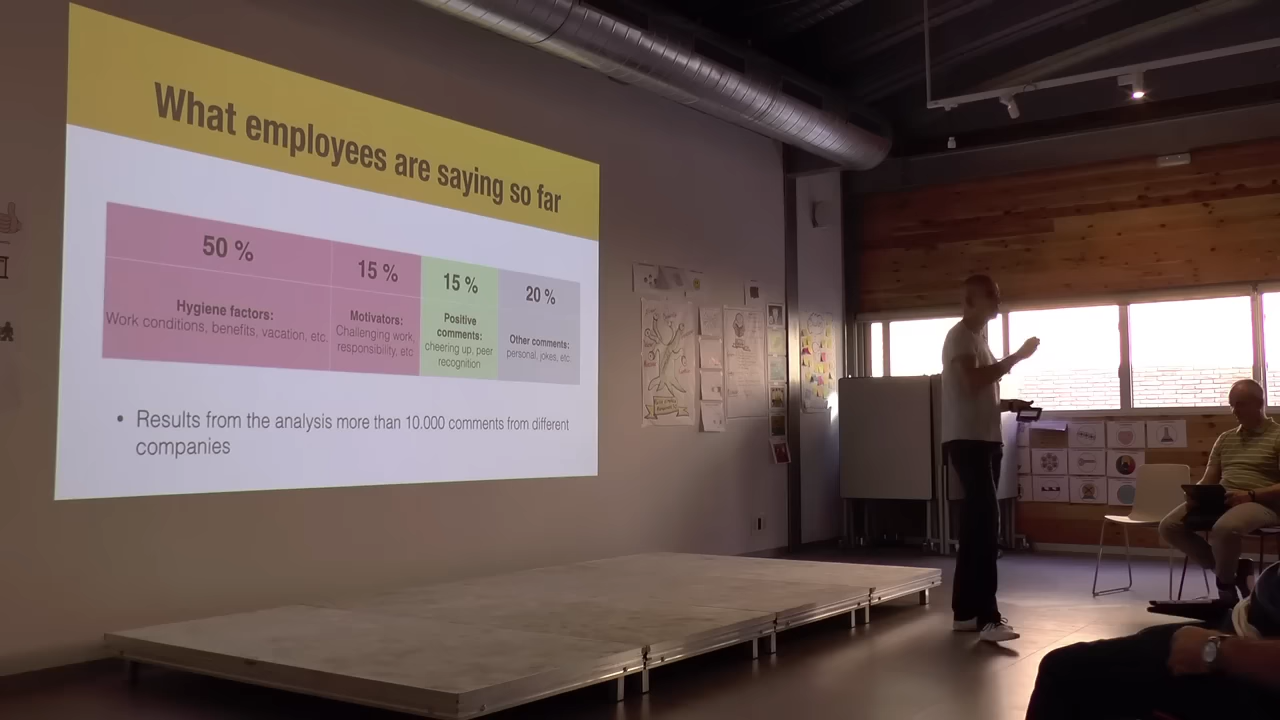 What employees are saying so far
50 %
15 %
15 %
20 %
Hygiene factors:
Work conditions, benefits, vacation, etc.
Motivators:
Challenging work,
responsibility, etc
Positive
comments:
cheering up, peer
recognition
Other comments:
personal, jokes, etc
• Results from the analysis more than 10.000 comments from different
companies